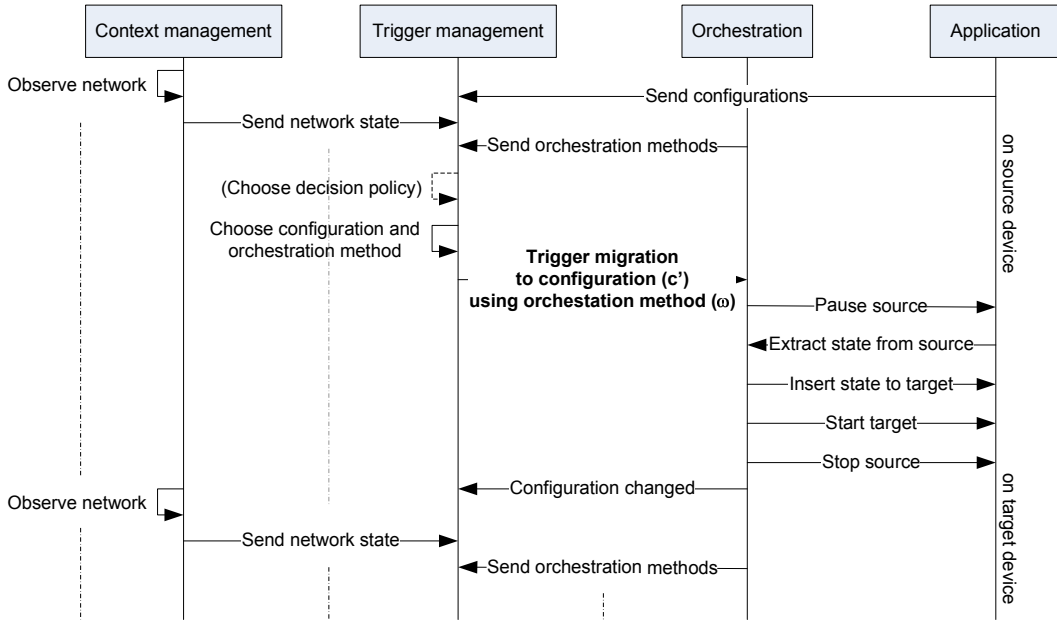 Context management
Trigger management
Orchestration
Application
Observe network
Send configurations
Send network state
Send orchestration methods
(Choose decision policy)
Choose configuration and
orchestration method
Trigger migration
to configuration (c’)
using orchestation method (ω)
on source device
Pause source
Extract state from source
Insert state to target
Start target
Stop source
Observe network
Configuration changed
Send network state
Send orchestration methods
on target device